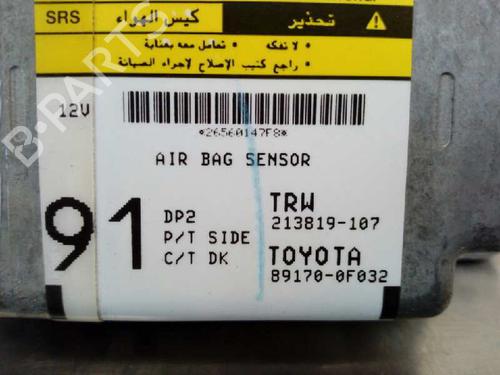 SRS
كيس الهواء
تحذير
• لا تفكه • تعامل معه بعناية
• راجع كتيب الإصلاح لإجراء الصيانة
12V
*26560147F8*
AIR BAG SENSOR
91
DP2
P/T SIDE
C/T DK
TRW
213819-107
TOYOTA
89170-0F032
B-PARTS